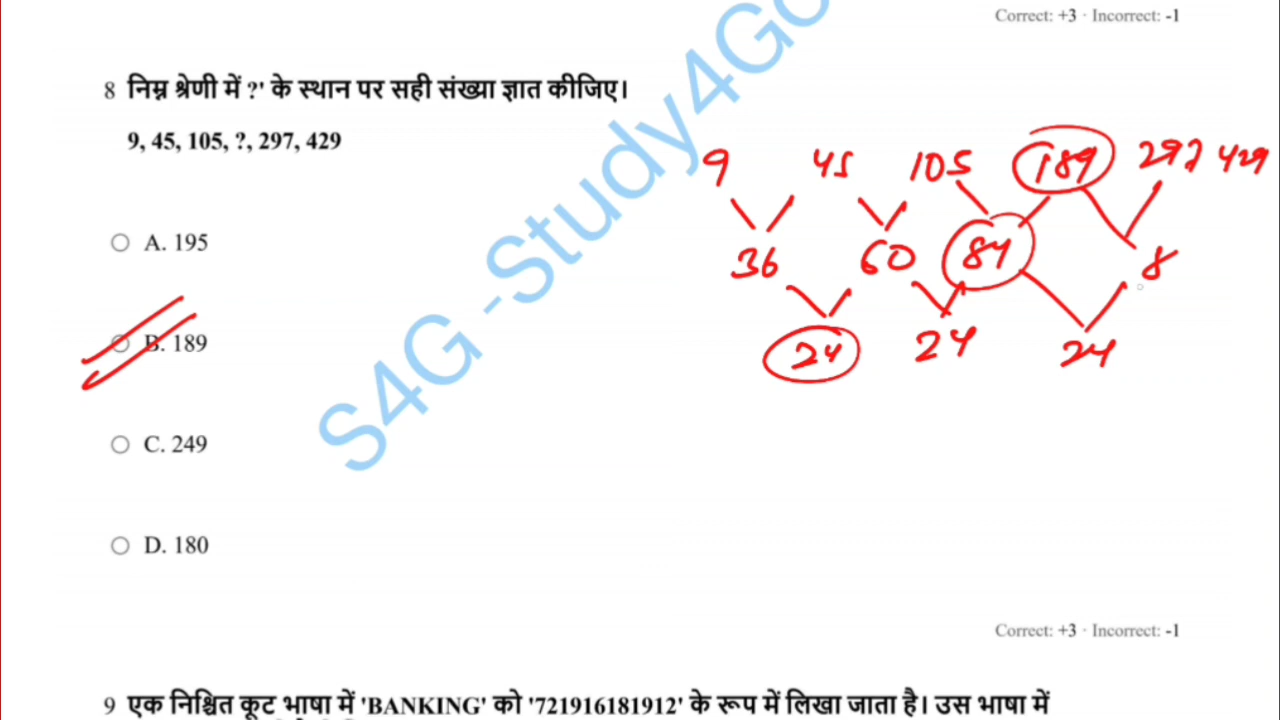 Correct: +3 · Incorrect: -1
8 निम्न श्रेणी में ?' के स्थान पर सही संख्या ज्ञात कीजिए।
9, 45, 105, ?, 297, 429
9 45 105 189 297 429
A. 195
36 60 84 8
B. 189
24 24 24
C. 249
D. 180
S4G -Study4Go
Correct: +3 · Incorrect: -1
9 एक निश्चित कूट भाषा में 'BANKING' को '721916181912' के रूप में लिखा जाता है। उस भाषा में